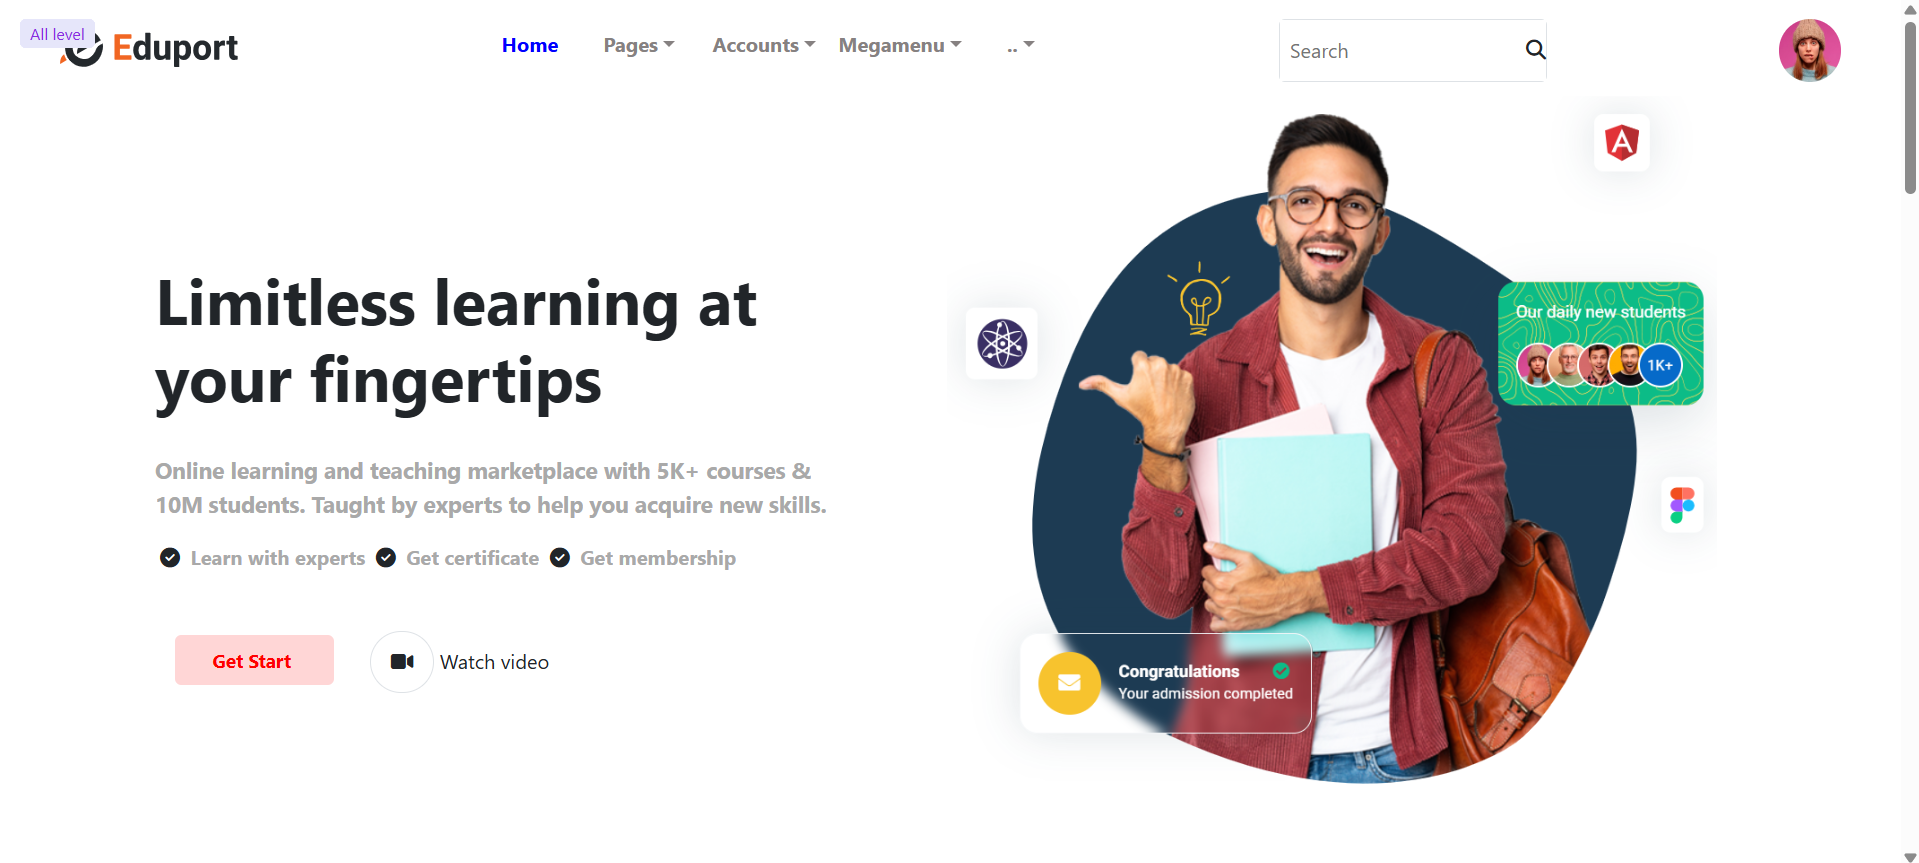 All level
Eduport
Home Pages Accounts Megamenu ..
Search
Limitless learning at
your fingertips
Online learning and teaching marketplace with 5K+ courses &
10M students. Taught by experts to help you acquire new skills.
Learn with experts Get certificate Get membership
Get Start
Watch video
Our daily new students
1K+
Congratulations
Your admission completed